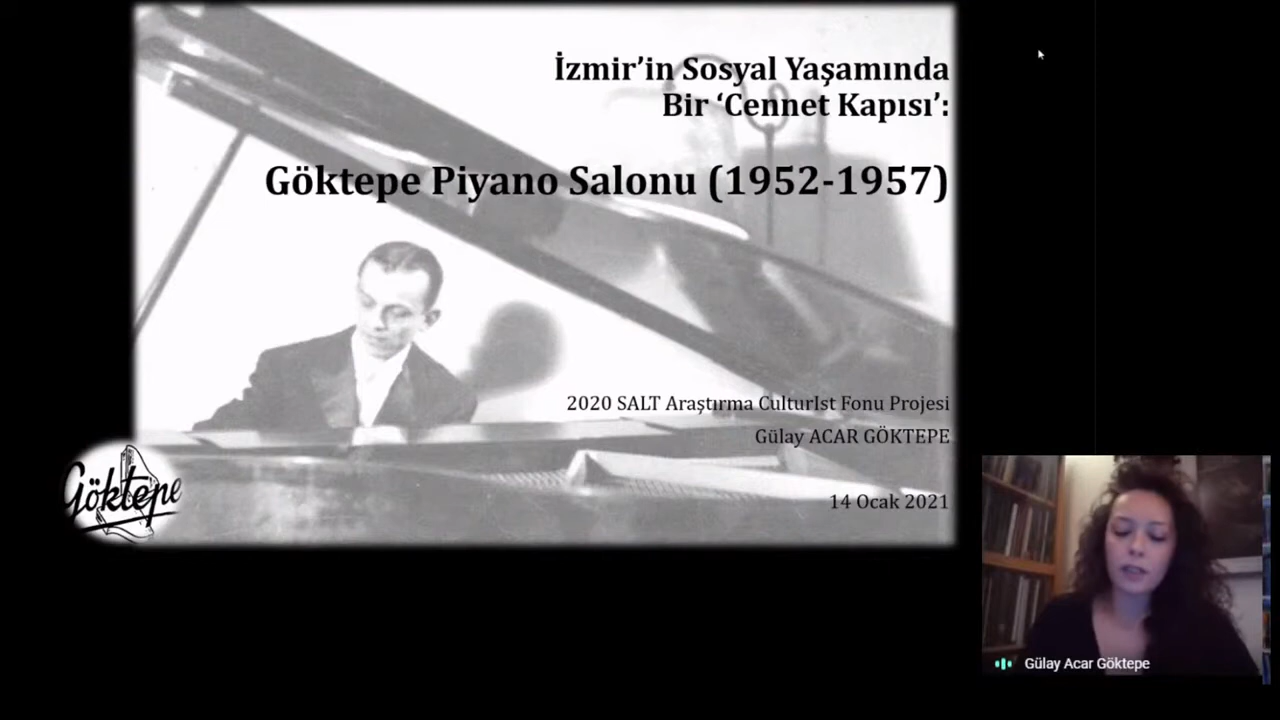 İzmir’in Sosyal Yaşamında
Bir ‘Cennet Kapısı’:
Göktepe Piyano Salonu (1952-1957)
2020 SALT Araştırma CulturIst Fonu Projesi
Gülay ACAR GÖKTEPE
14 Ocak 2021
Göktepe
Gülay Acar Göktepe